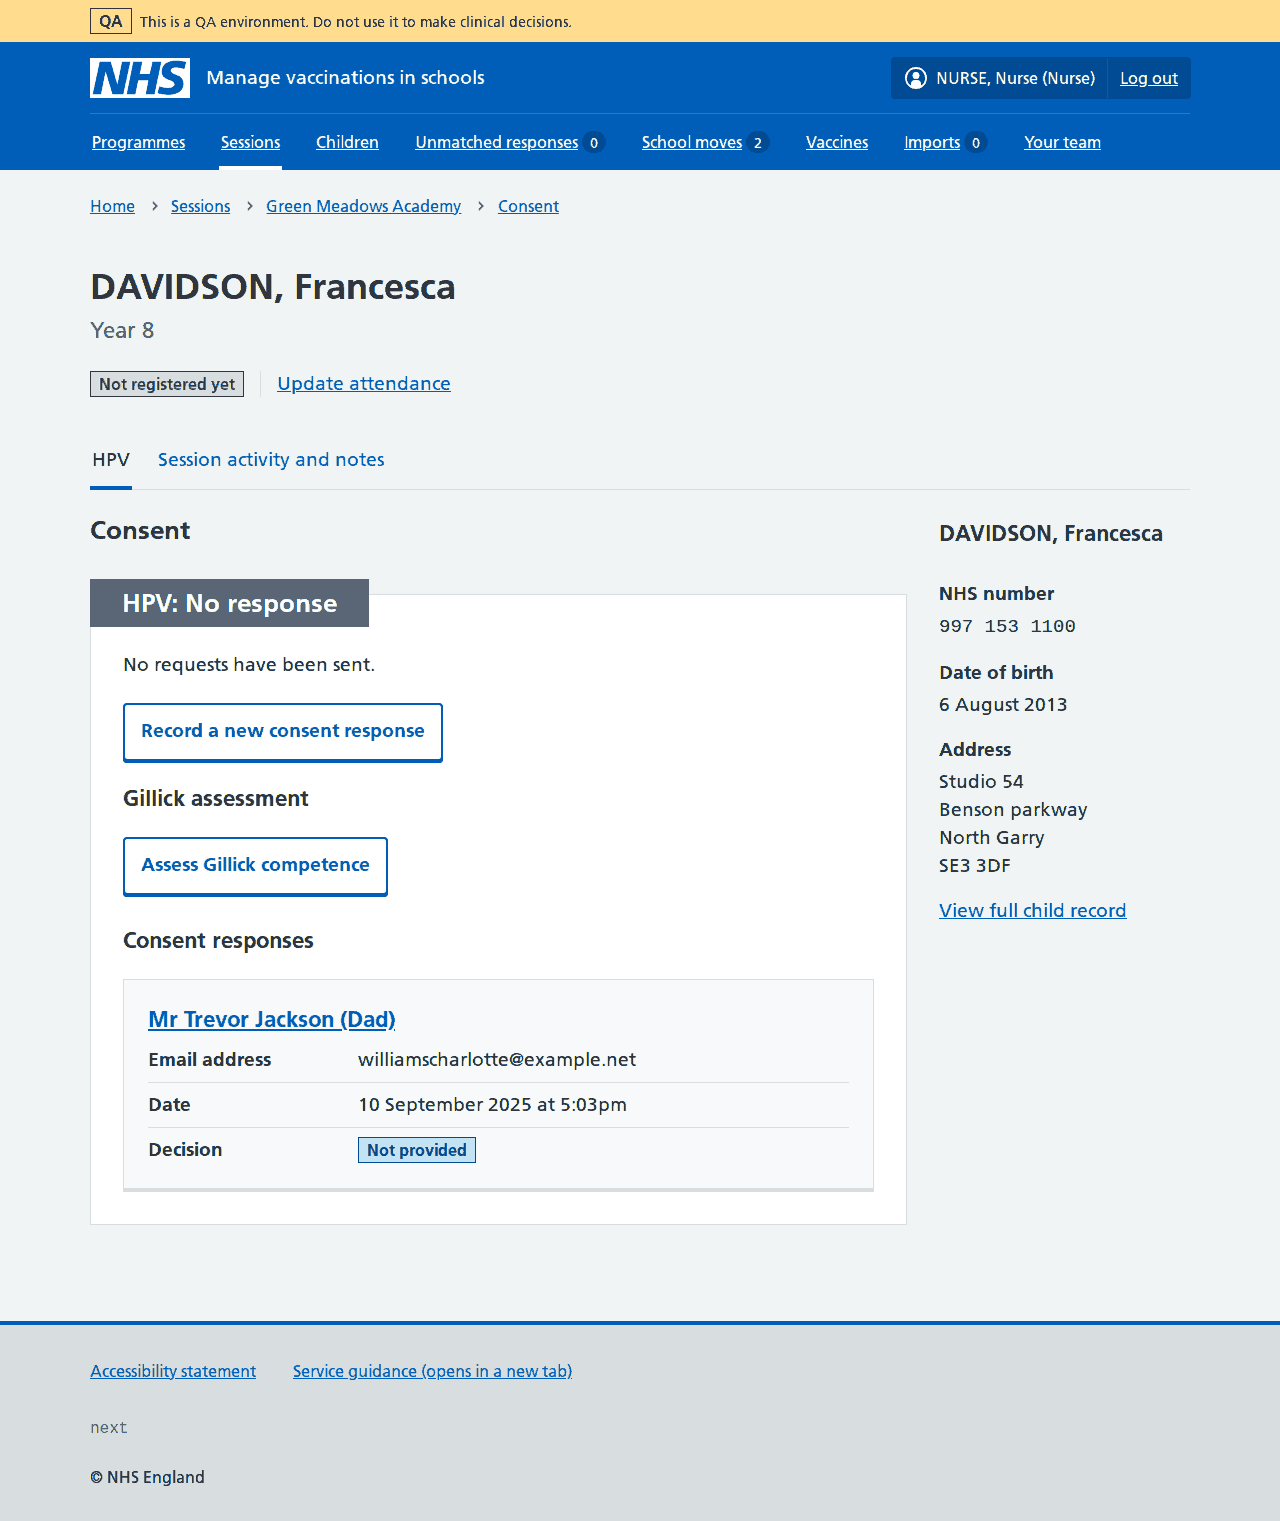 QA This is a QA environment. Do not use it to make clinical decisions.
NHS Manage vaccinations in schools NURSE, Nurse (Nurse) Log out
Programmes Sessions Children Unmatched responses 0 School moves 2 Vaccines Imports 0 Your team
Home Sessions Green Meadows Academy Consent
DAVIDSON, Francesca
Year 8
Not registered yet Update attendance
HPV Session activity and notes
Consent
HPV: No response
No requests have been sent.
Record a new consent response
Gillick assessment
Assess Gillick competence
Consent responses
Mr Trevor Jackson (Dad)
Email address williamscharlotte@example.net
Date 10 September 2025 at 5:03pm
Decision Not provided
DAVIDSON, Francesca
NHS number
997 153 1100
Date of birth
6 August 2013
Address
Studio 54
Benson parkway
North Garry
SE3 3DF
View full child record
Accessibility statement Service guidance (opens in a new tab)
next
© NHS England